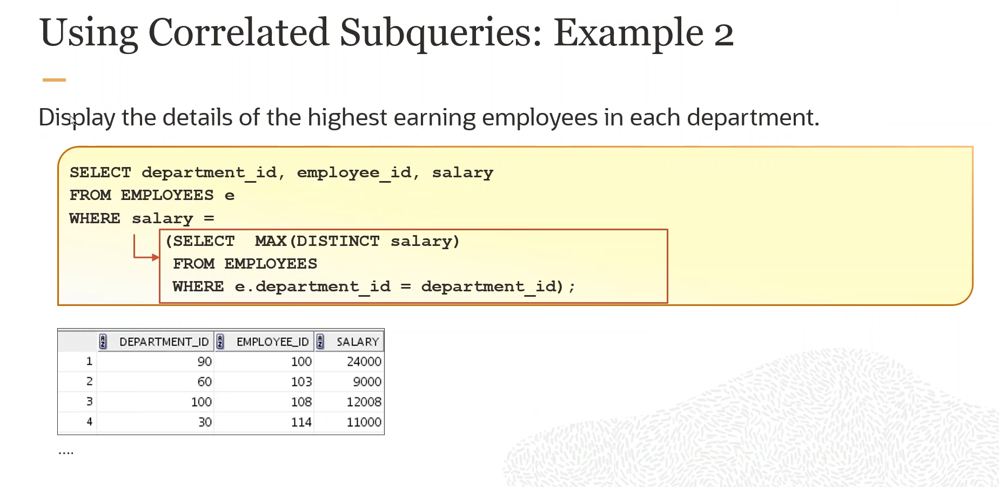 Using Correlated Subqueries: Example 2
Display the details of the highest earning employees in each department.
SELECT department_id, employee_id, salary
FROM EMPLOYEES e
WHERE salary =
(SELECT  MAX(DISTINCT salary)
FROM EMPLOYEES
WHERE e.department_id = department_id);
DEPARTMENT_ID EMPLOYEE_ID SALARY
1 90 100 24000
2 60 103 9000
3 100 108 12008
4 30 114 11000
....